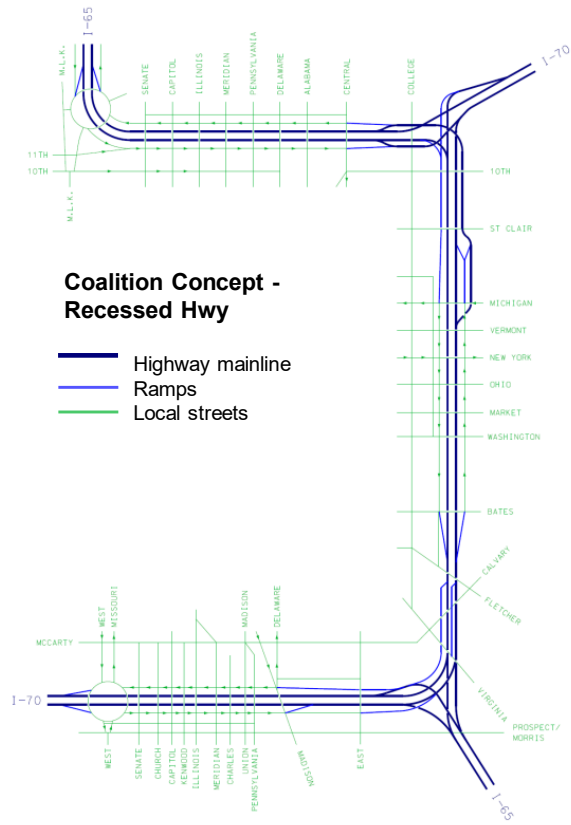 I-65
I-70
M.L.K.
SENATE
CAPITOL
ILLINOIS
MERIDIAN
PENNSYLVANIA
DELAWARE
ALABAMA
CENTRAL
COLLEGE
11TH
10TH
10TH
M.L.K.
ST CLAIR
Coalition Concept -
Recessed Hwy
Highway mainline
Ramps
Local streets
MICHIGAN
VERMONT
NEW YORK
OHIO
MARKET
WASHINGTON
BATES
CALVARY
FLETCHER
WEST
MISSOURI
MADISON
DELAWARE
MCCARTY
I-70
VIRGINIA
PROSPECT/
MORRIS
WEST
SENATE
CHURCH
CAPITOL
KENWOOD
ILLINOIS
MERIDIAN
CHARLES
UNION
PENNSYLVANIA
MADISON
EAST
I-65